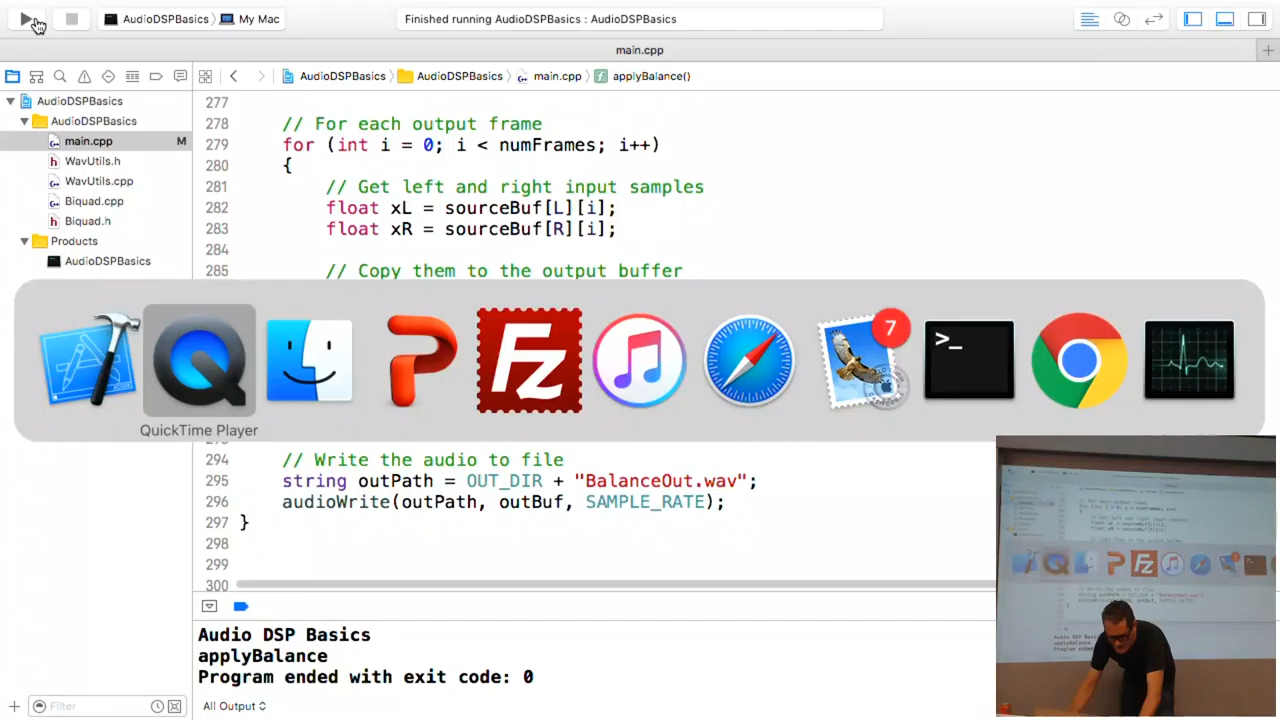 AudioDSPBasics My Mac Finished running AudioDSPBasics : AudioDSPBasics
main.cpp
AudioDSPBasics AudioDSPBasics main.cpp applyBalance()
AudioDSPBasics
AudioDSPBasics
main.cpp M
WavUtils.h
WavUtils.cpp
Biquad.cpp
Biquad.h
Products
AudioDSPBasics
277
278 // For each output frame
279 for (int i = 0; i < numFrames; i++)
280 {
281 // Get left and right input samples
282 float xL = sourceBuf[L][i];
283 float xR = sourceBuf[R][i];
284
285 // Copy them to the output buffer
7
>_
QuickTime Player
294 // Write the audio to file
295 string outPath = OUT_DIR + "BalanceOut.wav";
296 audioWrite(outPath, outBuf, SAMPLE_RATE);
297 }
298
299
300
Audio DSP Basics
applyBalance
Program ended with exit code: 0
Filter
All Output